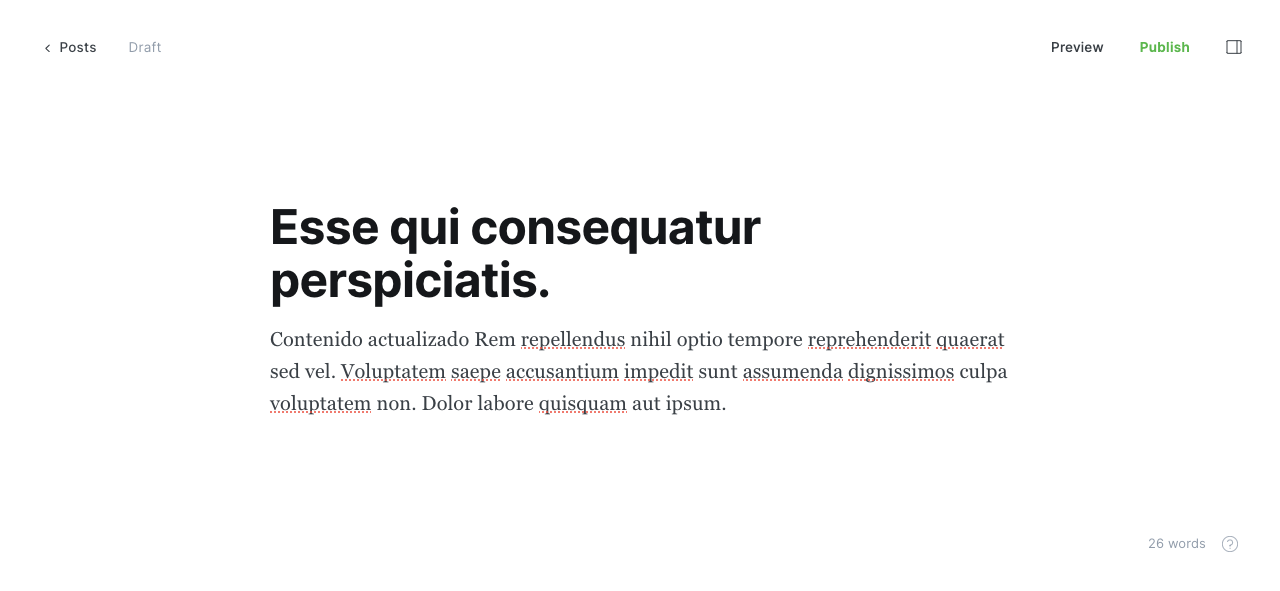 Posts
Draft
Preview
Publish
Esse qui consequatur
perspiciatis.
Contenido actualizado Rem repellendus nihil optio tempore reprehenderit quaerat
sed vel. Voluptatem saepe accusantium impedit sunt assumenda dignissimos culpa
voluptatem non. Dolor labore quisquam aut ipsum.
26 words